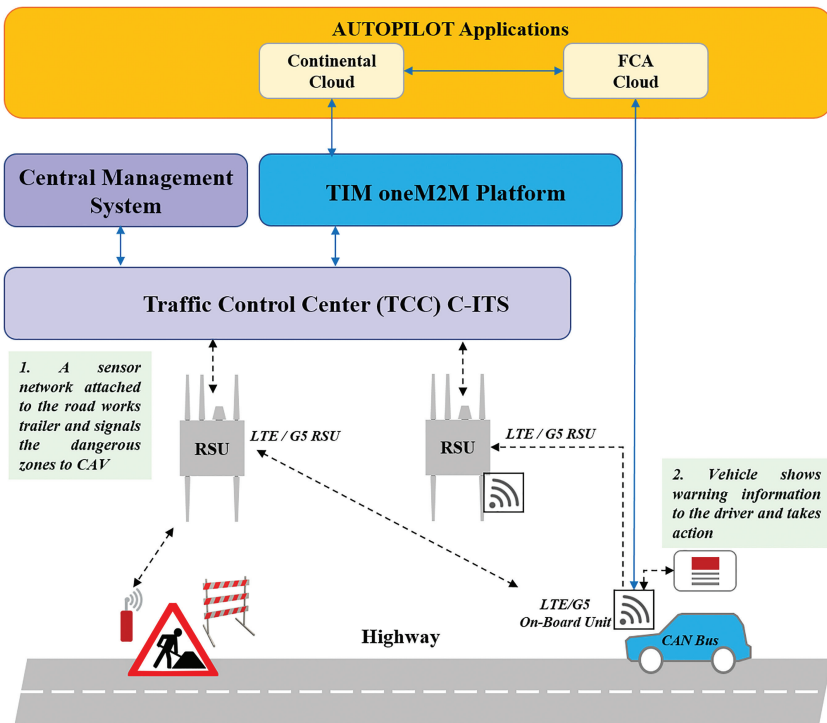 AUTOPILOT Applications
Continental
Cloud
FCA
Cloud
Central Management
System
TIM oneM2M Platform
Traffic Control Center (TCC) C-ITS
1. A sensor
network attached
to the road works
trailer and signals
the dangerous
zones to CAV
RSU
LTE / G5 RSU
RSU
LTE / G5 RSU
2. Vehicle shows
warning information
to the driver and takes
action
LTE/G5
On-Board Unit
CAN Bus
Highway